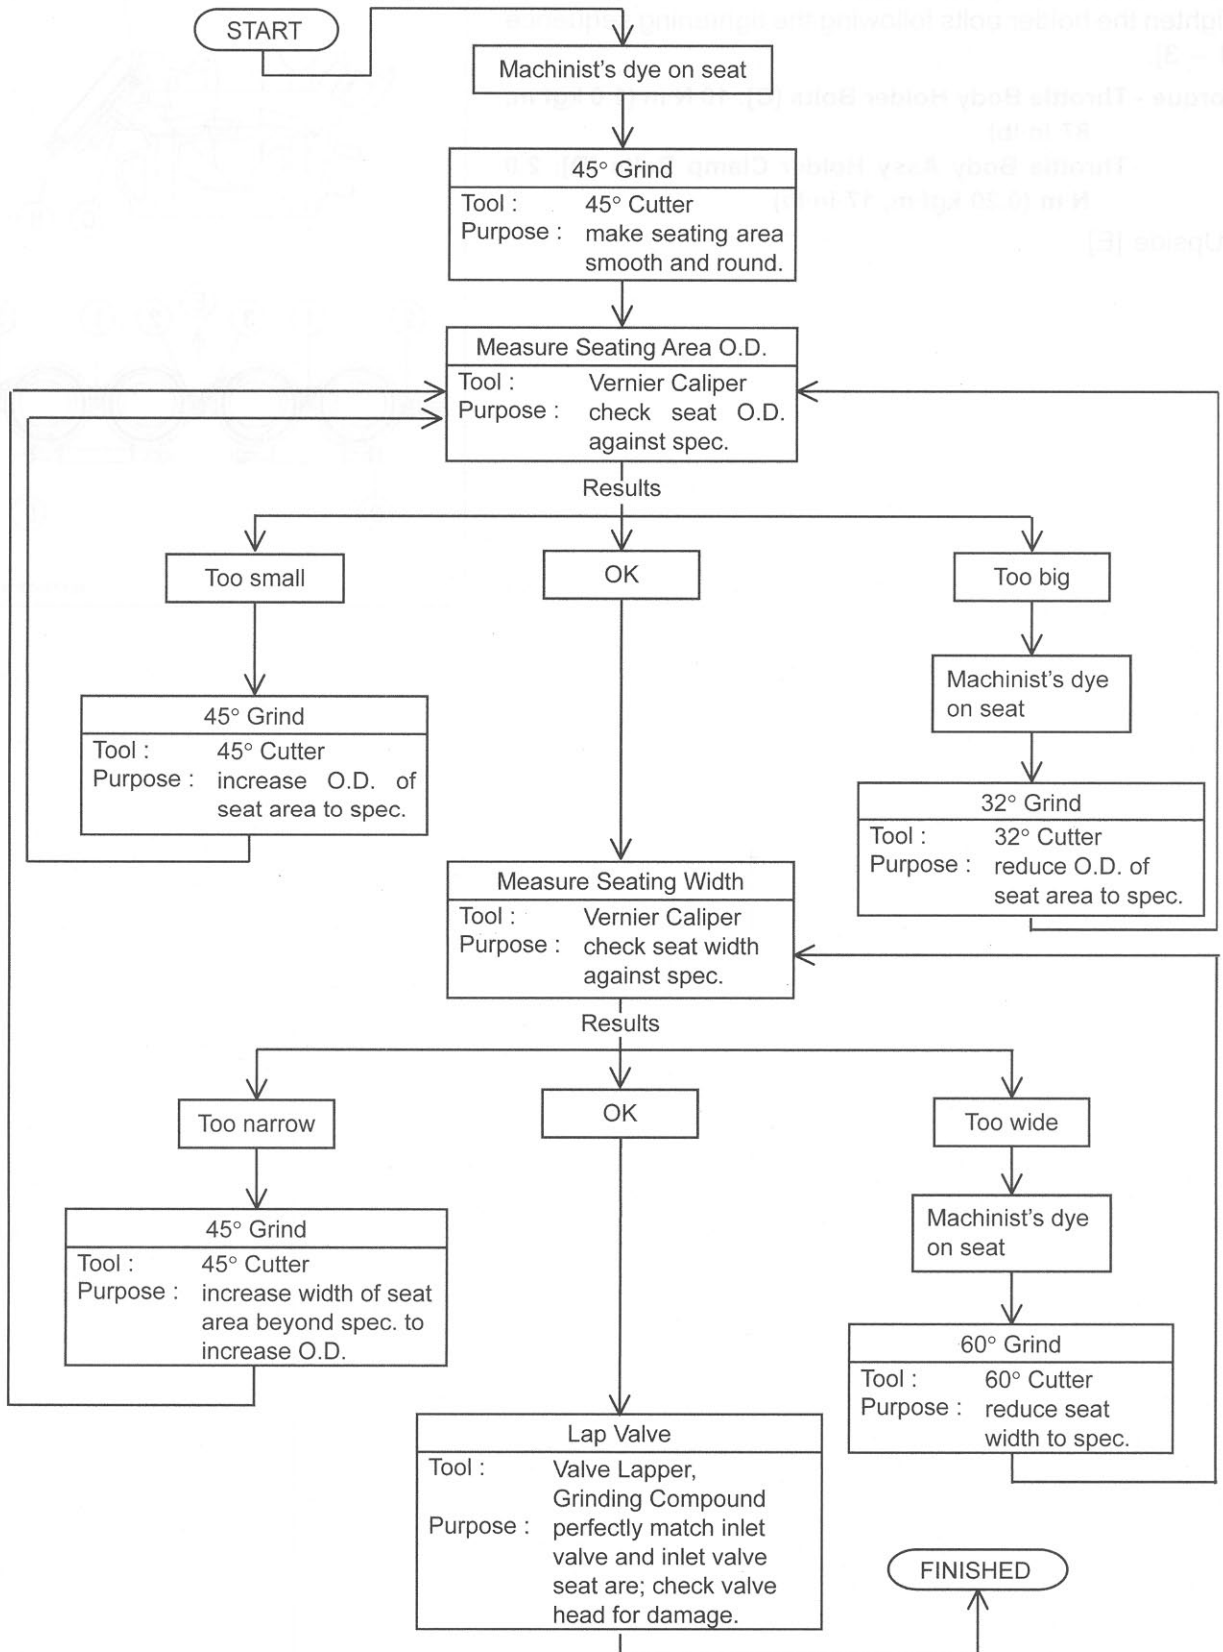 START
Machinist's dye on seat
45° Grind
Tool : 45° Cutter
Purpose : make seating area
smooth and round.
Measure Seating Area O.D.
Tool : Vernier Caliper
Purpose : check seat O.D.
against spec.
Results
Too small
OK
Too big
Machinist's dye
on seat
45° Grind
Tool : 45° Cutter
Purpose : increase O.D. of
seat area to spec.
32° Grind
Tool : 32° Cutter
Purpose : reduce O.D. of
seat area to spec.
Measure Seating Width
Tool : Vernier Caliper
Purpose : check seat width
against spec.
Results
Too narrow
OK
Too wide
Machinist's dye
on seat
45° Grind
Tool : 45° Cutter
Purpose : increase width of seat
area beyond spec. to
increase O.D.
60° Grind
Tool : 60° Cutter
Purpose : reduce seat
width to spec.
Lap Valve
Tool : Valve Lapper,
Grinding Compound
Purpose : perfectly match inlet
valve and inlet valve
seat are; check valve
head for damage.
FINISHED